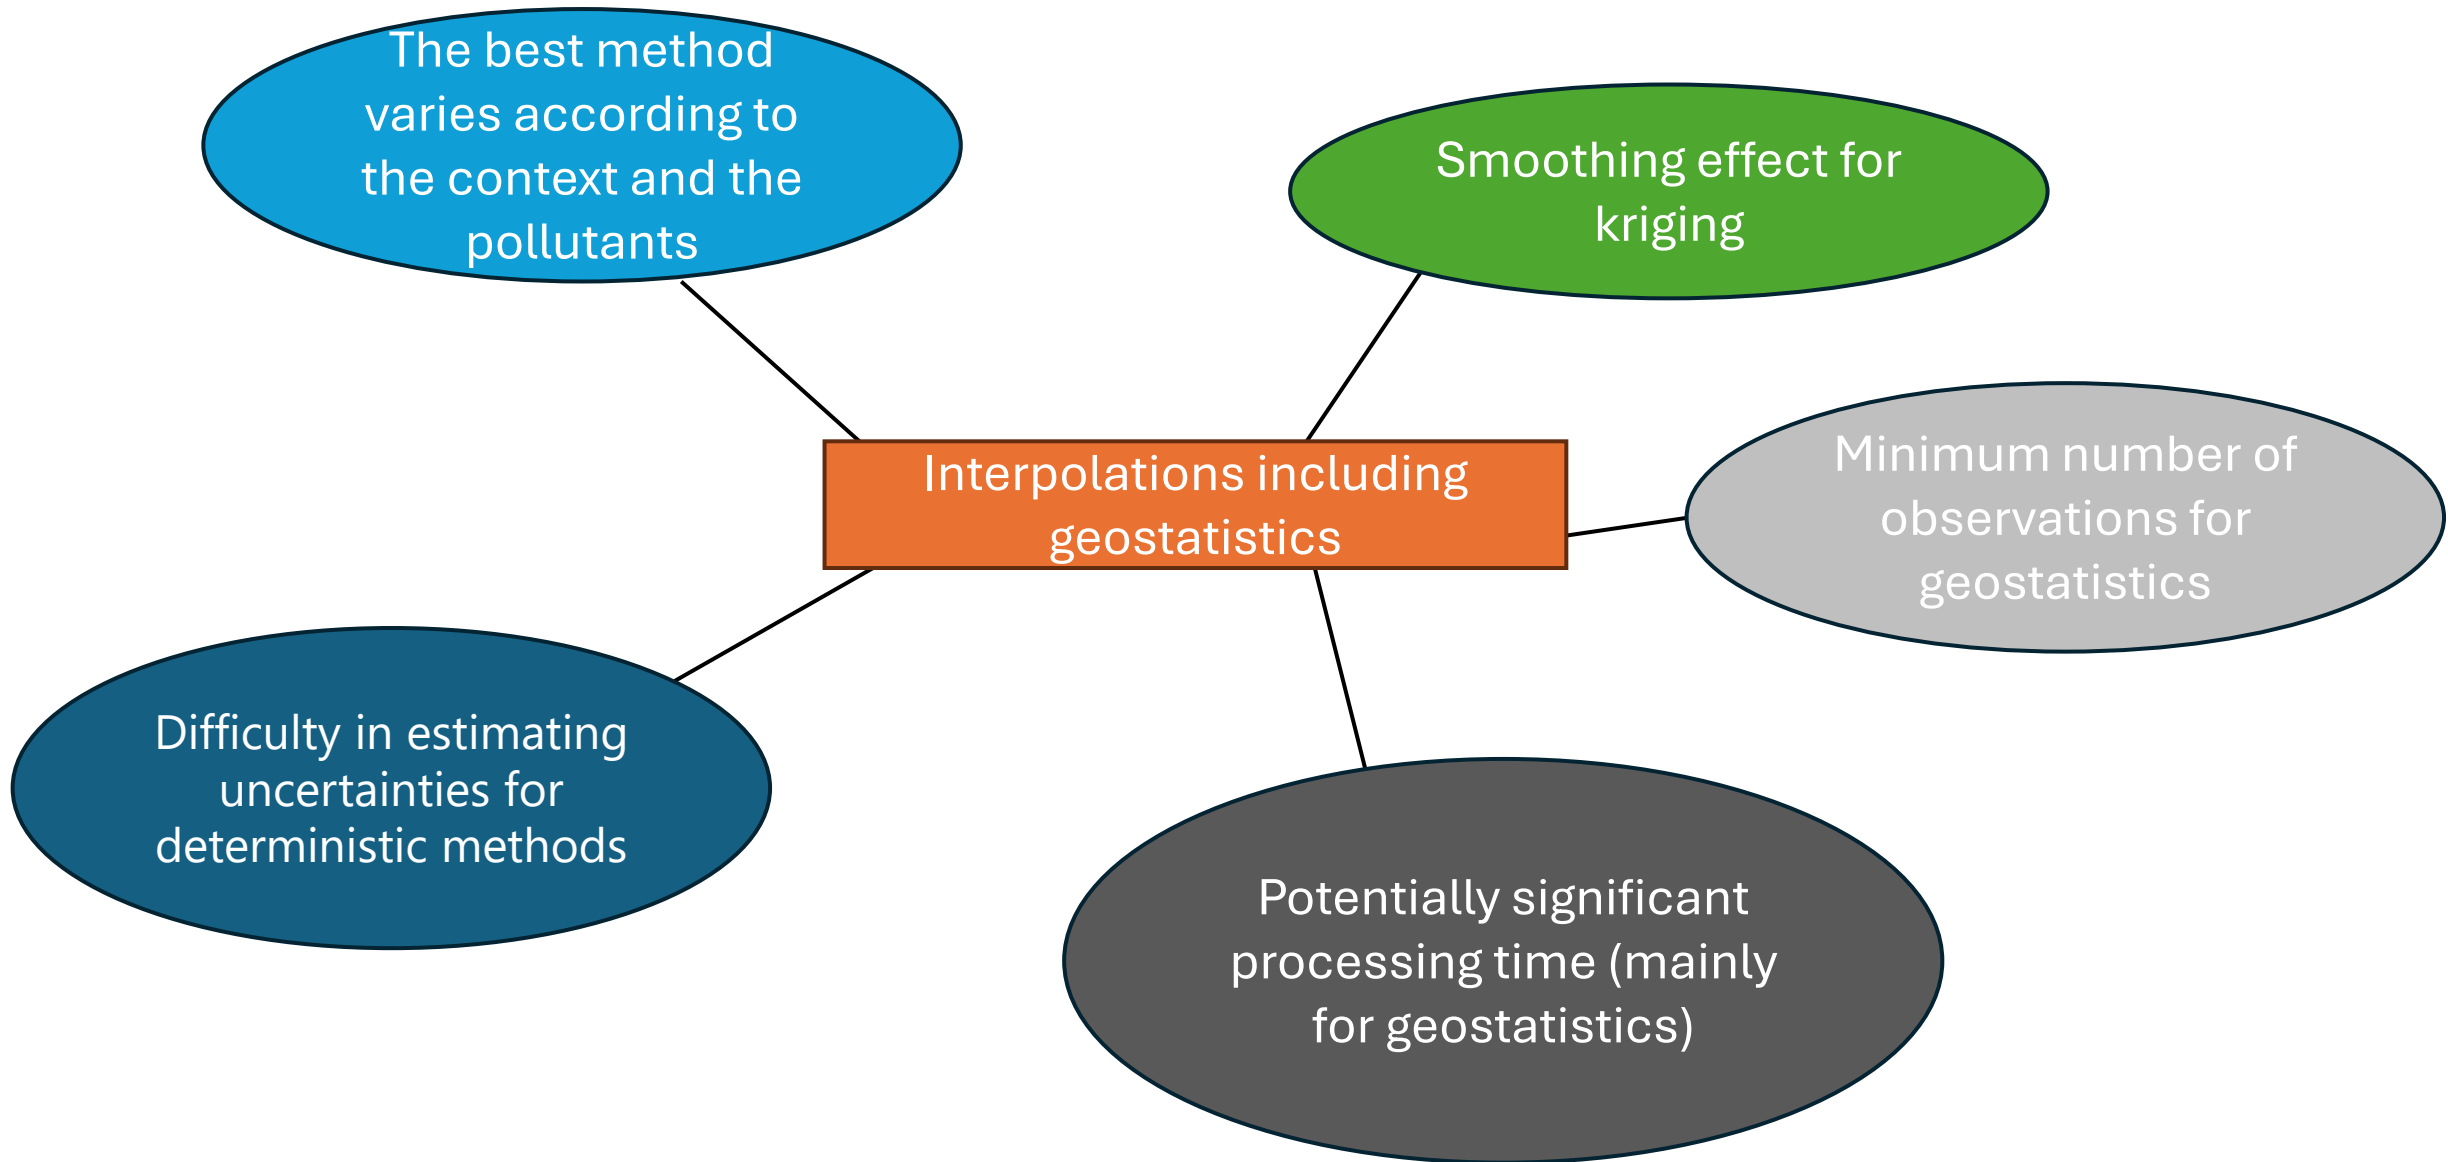 The best method
varies according to
the context and the
pollutants
Smoothing effect for
kriging
Interpolations including
geostatistics
Minimum number of
observations for
geostatistics
Difficulty in estimating
uncertainties for
deterministic methods
Potentially significant
processing time (mainly
for geostatistics)